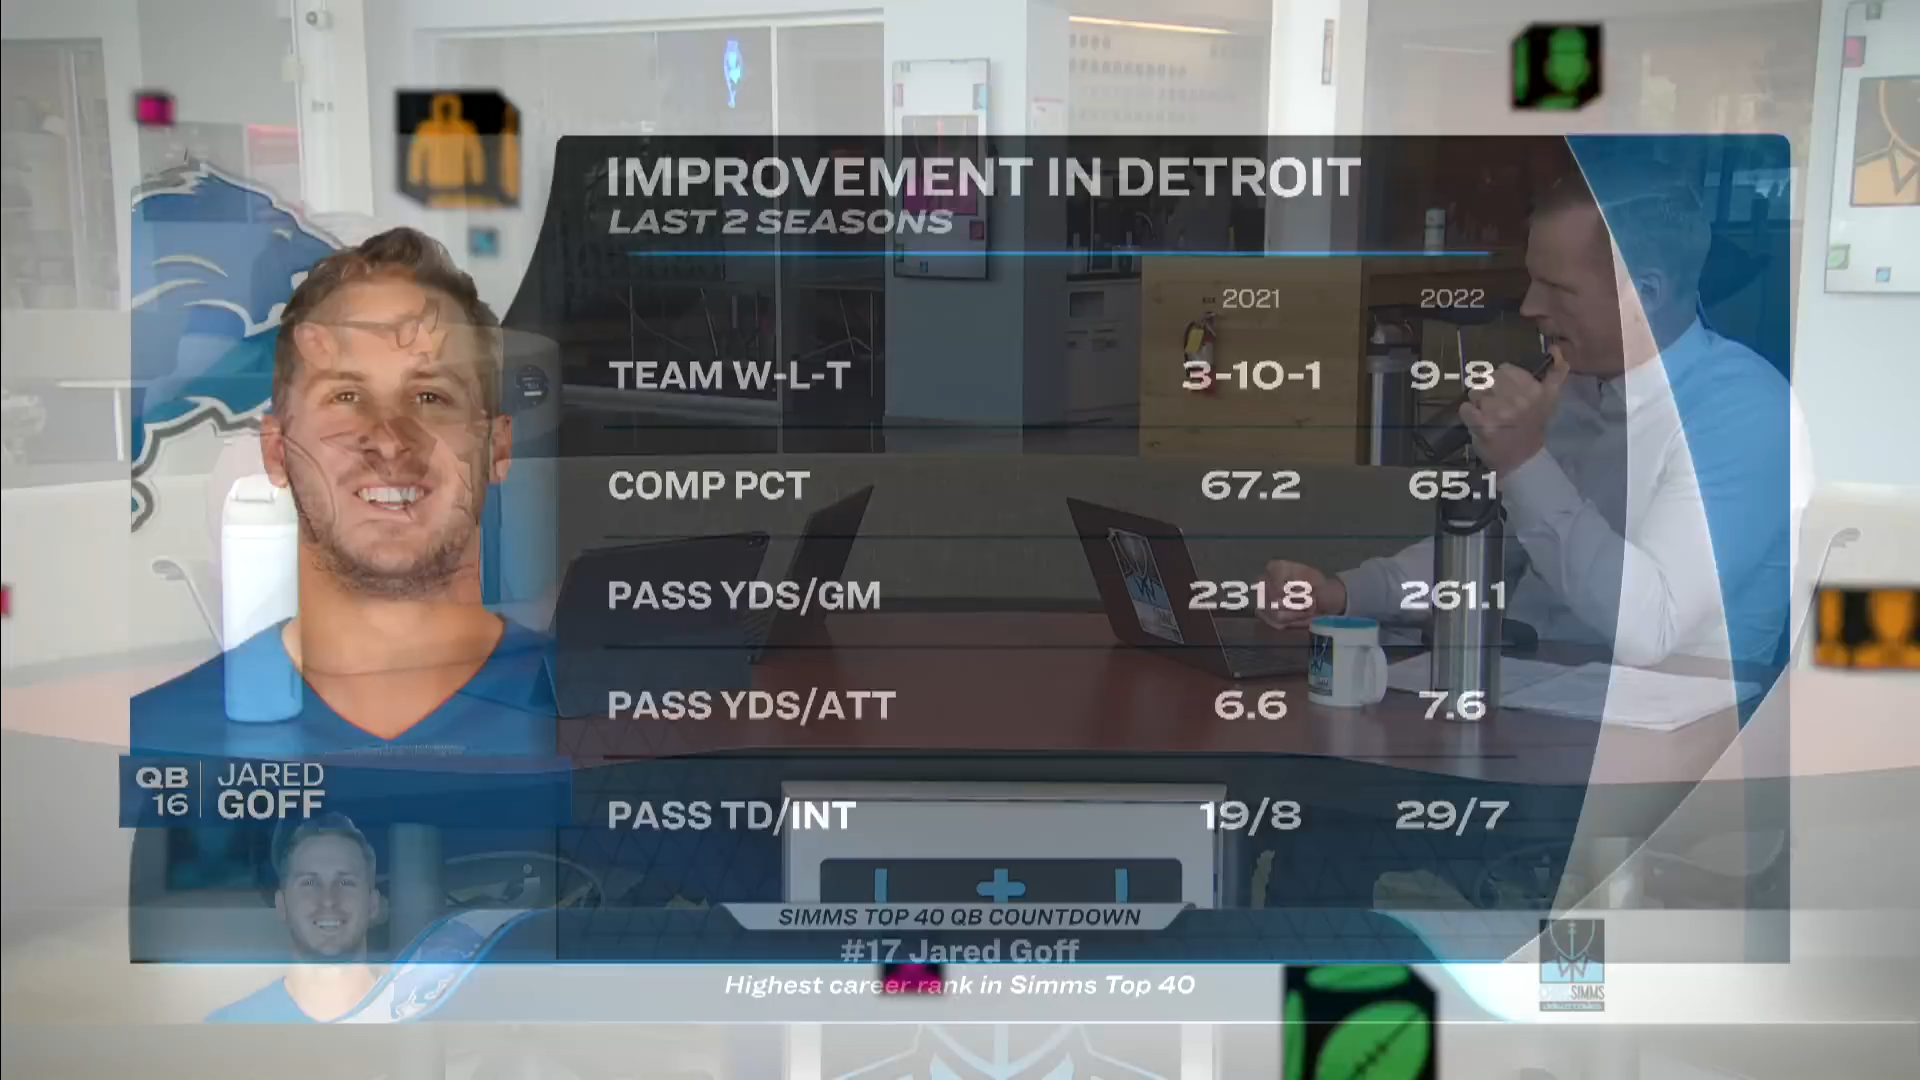 IMPROVEMENT IN DETROIT
LAST 2 SEASONS
2021 2022
TEAM W-L-T 3-10-1 9-8
COMP PCT 67.2 65.1
PASS YDS/GM 231.8 261.1
PASS YDS/ATT 6.6 7.6
PASS TD/INT 19/8 29/7
QB JARED
16 GOFF
SIMMS TOP 40 QB COUNTDOWN
#17 Jared Goff
Highest career rank in Simms Top 40
SIMMS